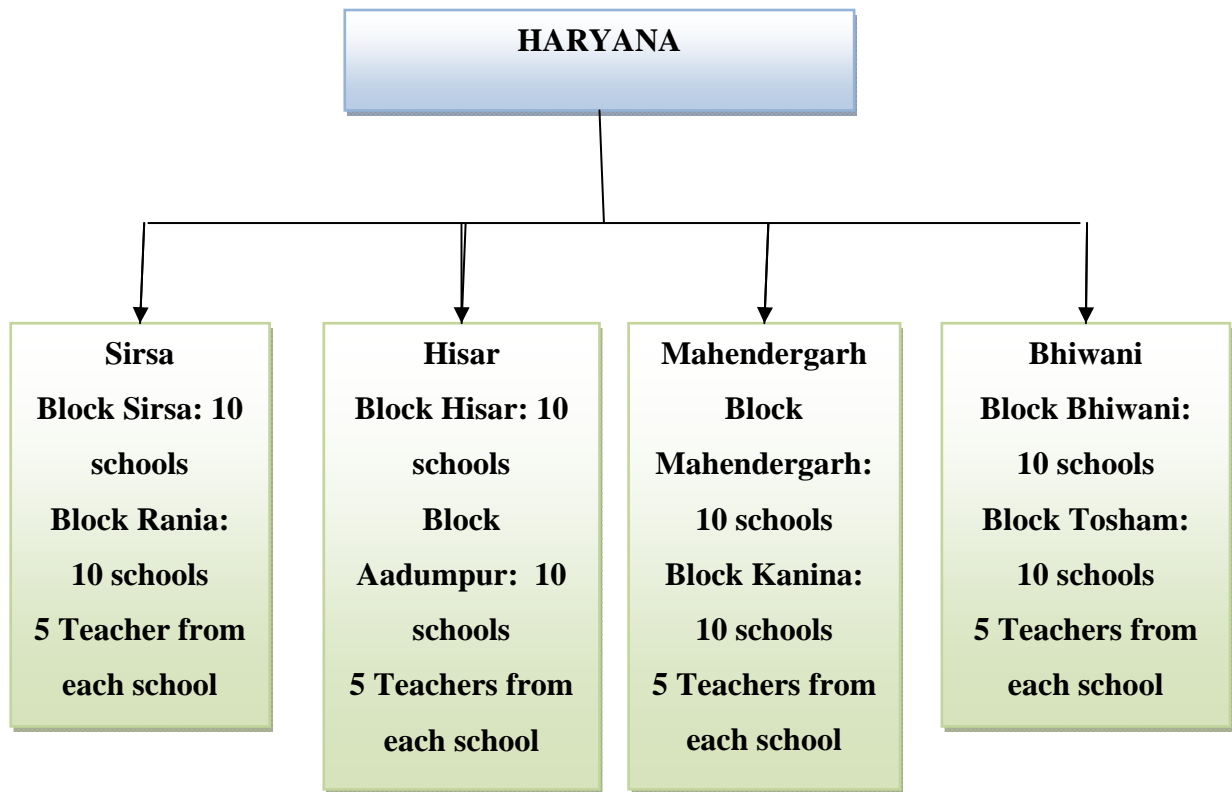 HARYANA
Sirsa
Block Sirsa: 10
schools
Block Rania:
10 schools
5 Teacher from
each school
Hisar
Block Hisar: 10
schools
Block
Aadumpur:  10
schools
5 Teachers from
each school
Mahendergarh
Block
Mahendergarh:
10 schools
Block Kanina:
10 schools
5 Teachers from
each school
Bhiwani
Block Bhiwani:
10 schools
Block Tosham:
10 schools
5 Teachers from
each school